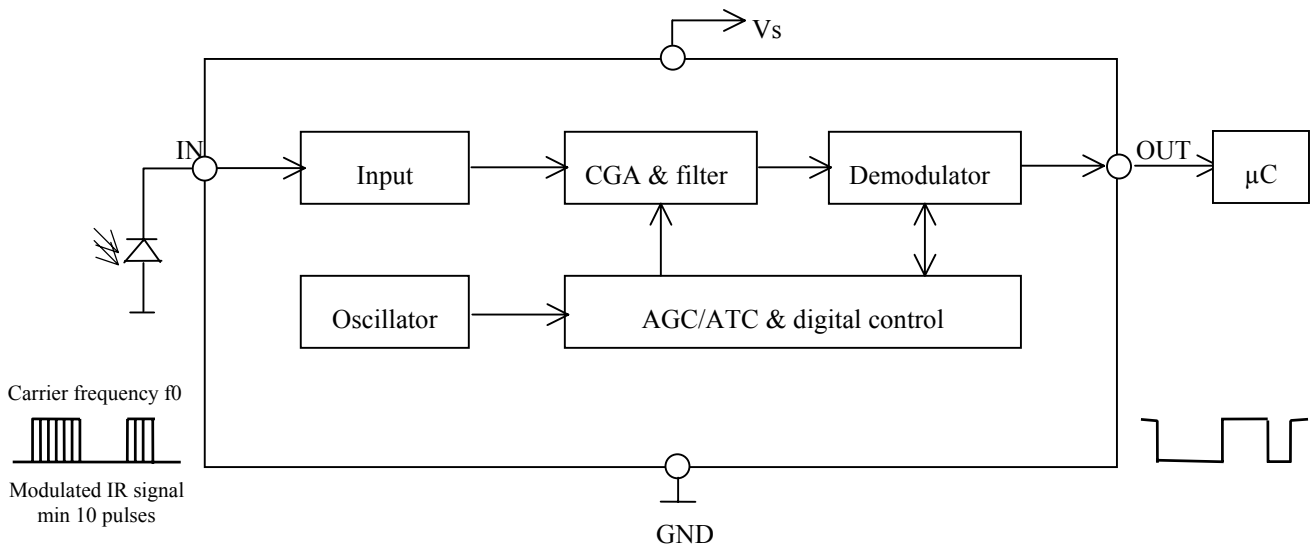 Vs
IN
Input
CGA & filter
Demodulator
OUT
µC
Oscillator
AGC/ATC & digital control
Carrier frequency f0
Modulated IR signal
min 10 pulses
GND